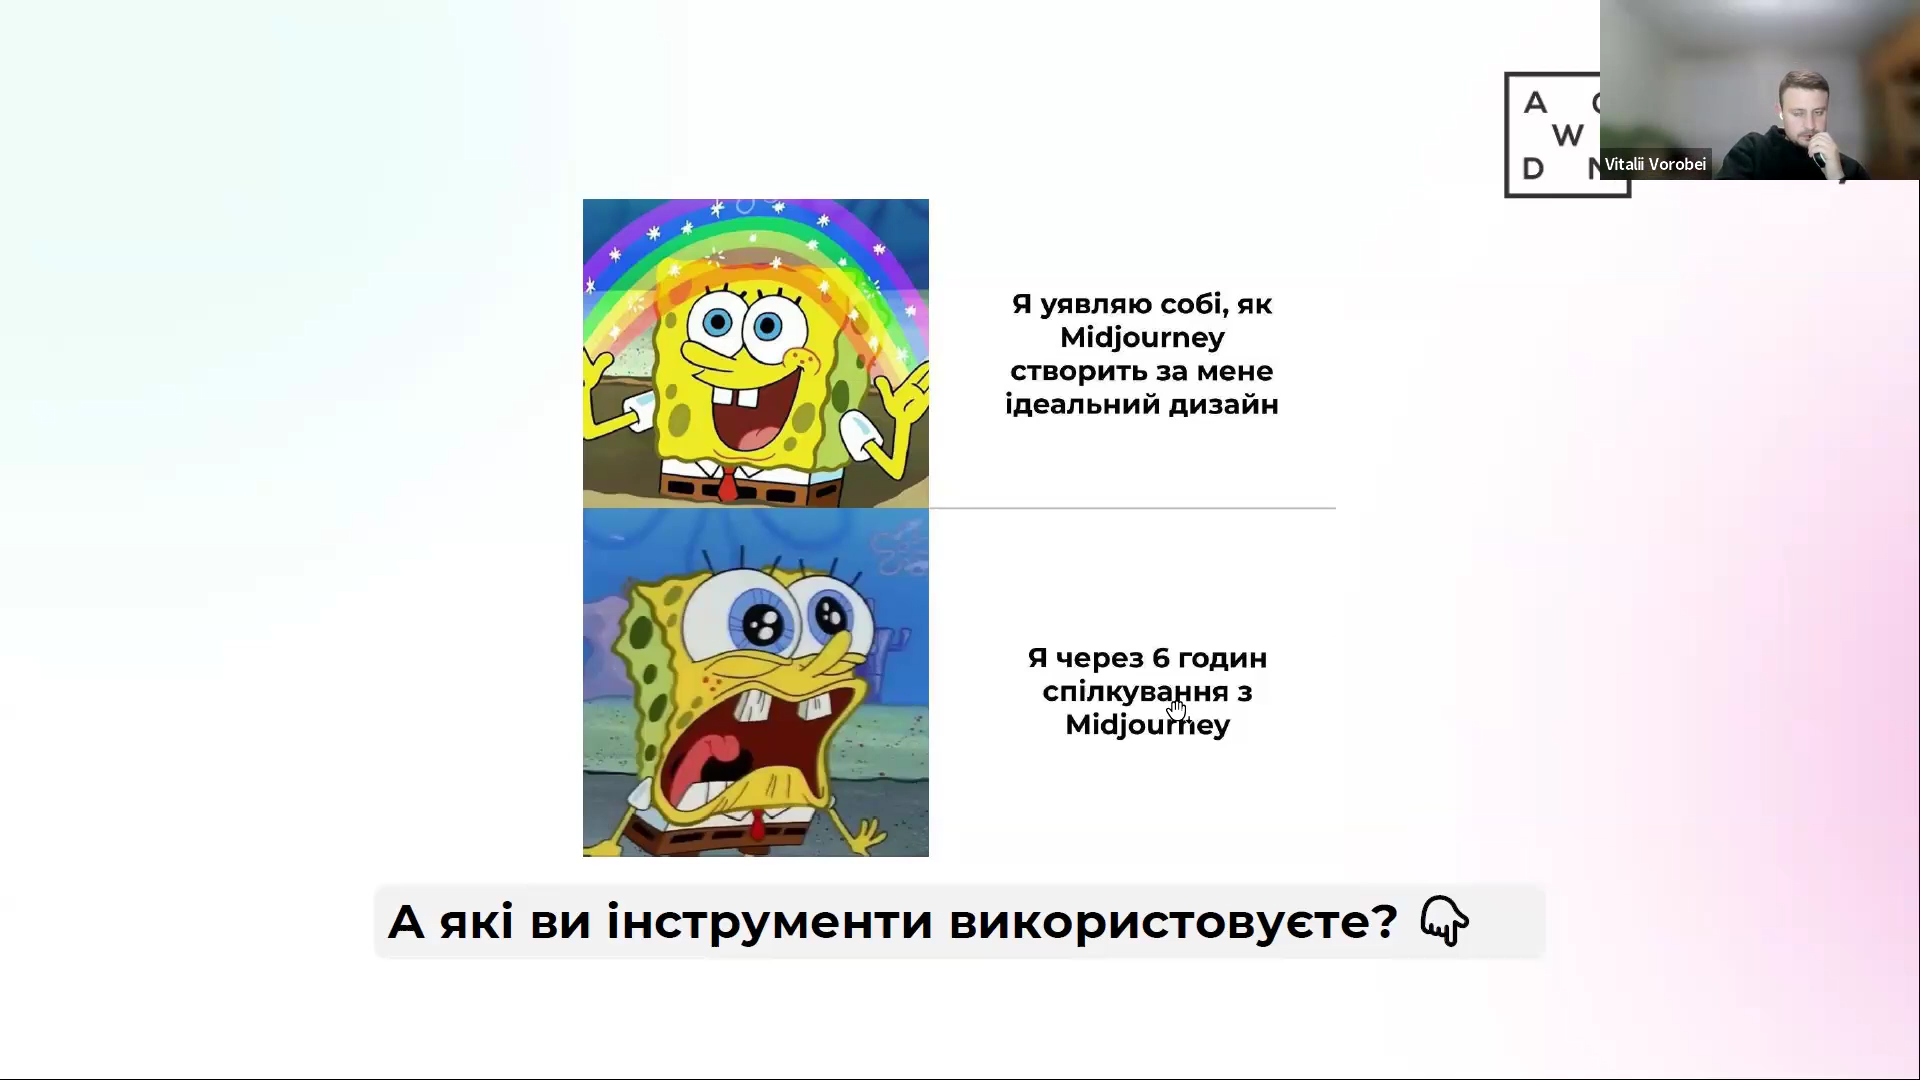 A
W
D
Vitalii Vorobei
Я уявляю собі, як
Midjourney
створить за мене
ідеальний дизайн
Я через 6 годин
спілкування з
Midjourney
А які ви інструменти використовуєте?